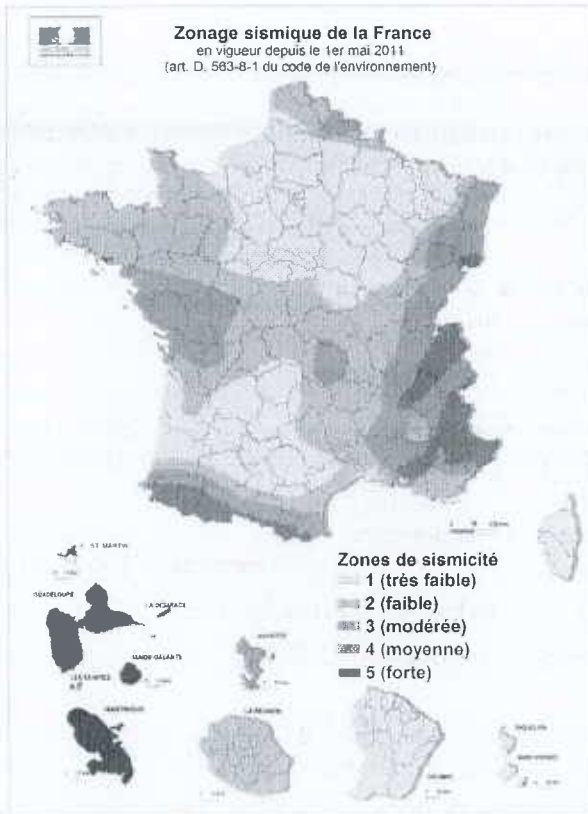 Zonage sismique de la France
en vigueur depuis le 1er mai 2011
(art. D. 563-8-1 du code de l'environnement)
ST MARTIN
GUADELOUPE
LA DESIRADE
MARIE-GALANTE
LES SAINTES
MARTINIQUE
LA REUNION
Zones de sismicité
1 (très faible)
2 (faible)
3 (modérée)
4 (moyenne)
5 (forte)